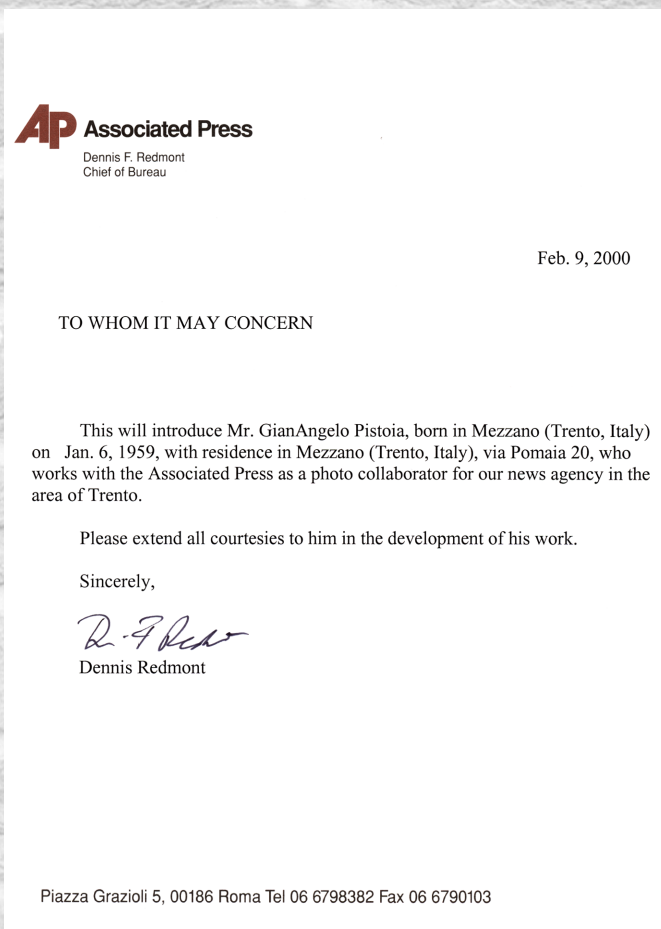 AP Associated Press
Dennis F. Redmont
Chief of Bureau
Feb. 9, 2000
TO WHOM IT MAY CONCERN
This will introduce Mr. GianAngelo Pistoia, born in Mezzano (Trento, Italy)
on Jan. 6, 1959, with residence in Mezzano (Trento, Italy), via Pomaia 20, who
works with the Associated Press as a photo collaborator for our news agency in the
area of Trento.
Please extend all courtesies to him in the development of his work.
Sincerely,
Dennis Redmont
Piazza Grazioli 5, 00186 Roma Tel 06 6798382 Fax 06 6790103